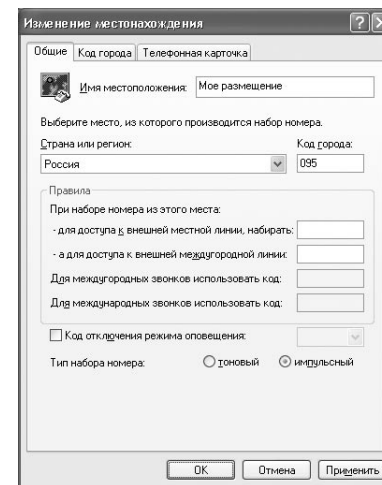 Изменение местонахождения
Общие Код города Телефонная карточка
Имя местоположения: Мое размещение
Выберите место, из которого производится набор номера.
Страна или регион: Код города:
Россия 095
Правила
При наборе номера из этого места:
- для доступа к внешней местной линии, набирать:
- а для доступа к внешней междугородной линии:
Для междугородных звонков использовать код:
Для международных звонков использовать код:
Код отключения режима оповещения:
Тип набора номера: тоновый импульсный
ОК Отмена Применить